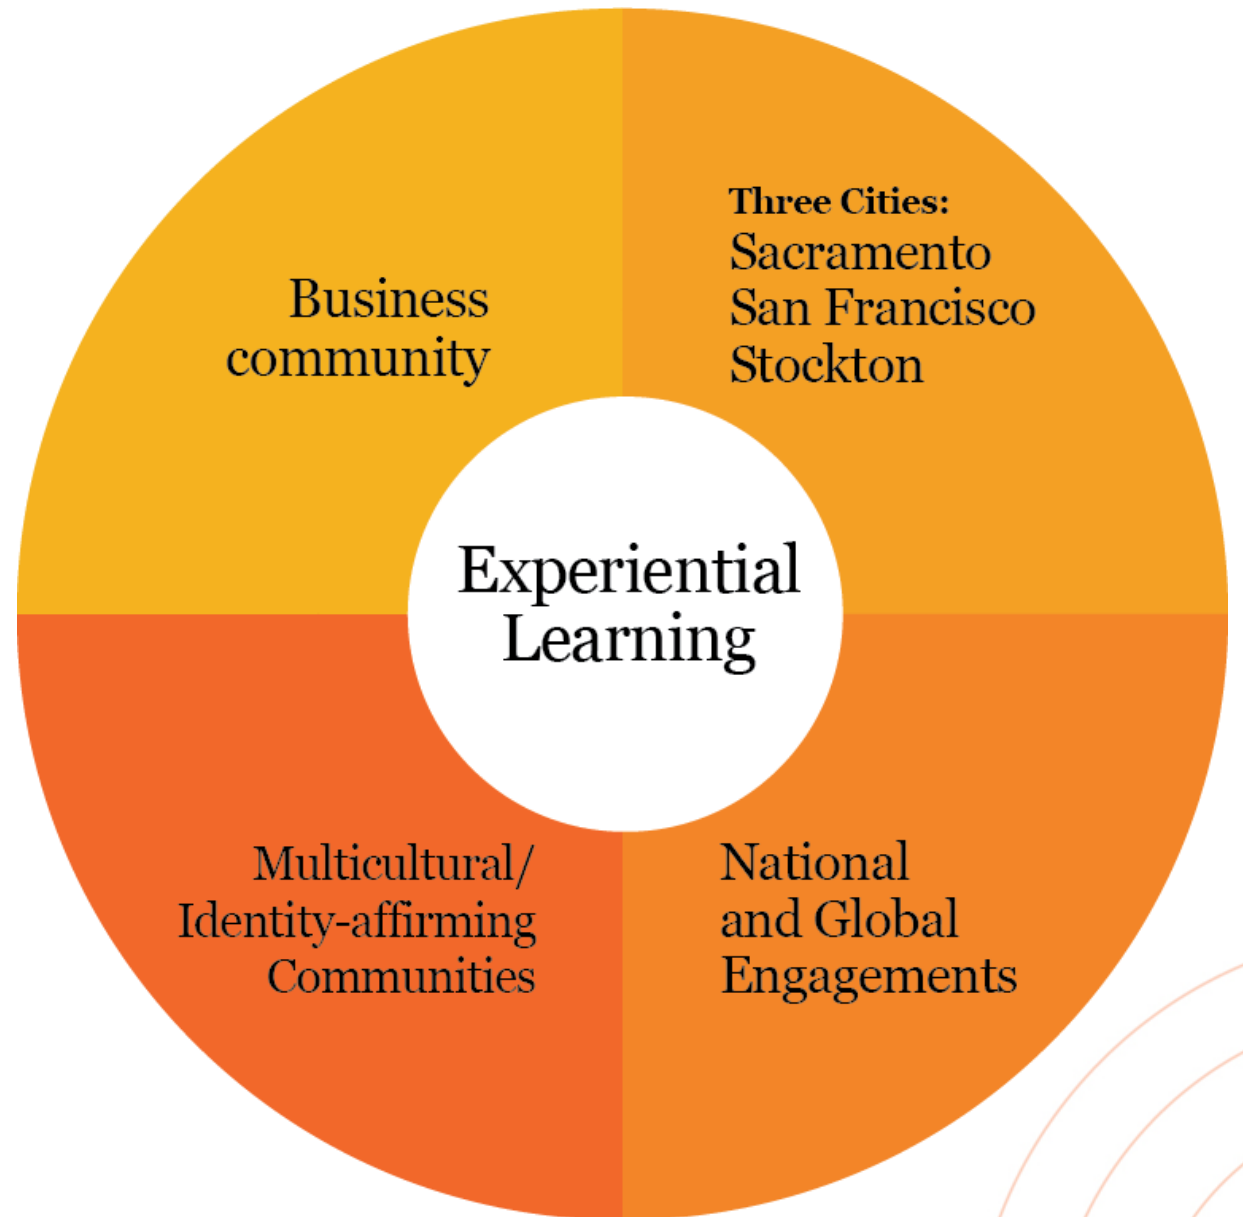 Business
community
Three Cities:
Sacramento
San Francisco
Stockton
Experiential
Learning
Multicultural/
Identity-affirming
Communities
National
and Global
Engagements